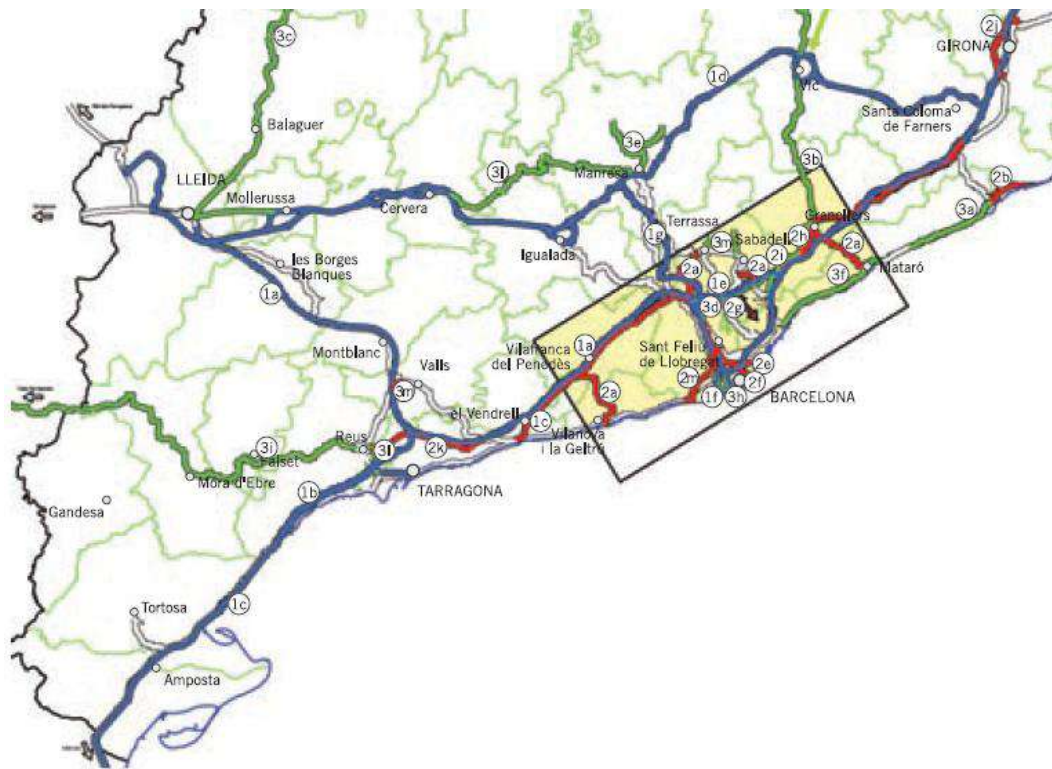 2j
GIRONA
3c
1d
Vic
Santa Coloma
de Farners
Balaguer
3e
3l
Manresa
3b
2b
LLEIDA
Mollerussa
Cervera
3a
Terrassa
Granollers
1g
3m
Sabadell
2h
2a
Igualada
2i
les Borges
Blanques
2a
1e
2a
3f
Mataró
1a
3d
2g
Montblanc
Sant Feliu
de Llobregat
Vilafranca
del Penedès
1a
Valls
2e
3m
2m
2f
2a
1f
3h
BARCELONA
el Vendrell
1c
Vilanova
i la Geltrú
Reus
3l
2k
3i
Falset
Móra d'Ebre
TARRAGONA
1b
Gandesa
Tortosa
1c
Amposta